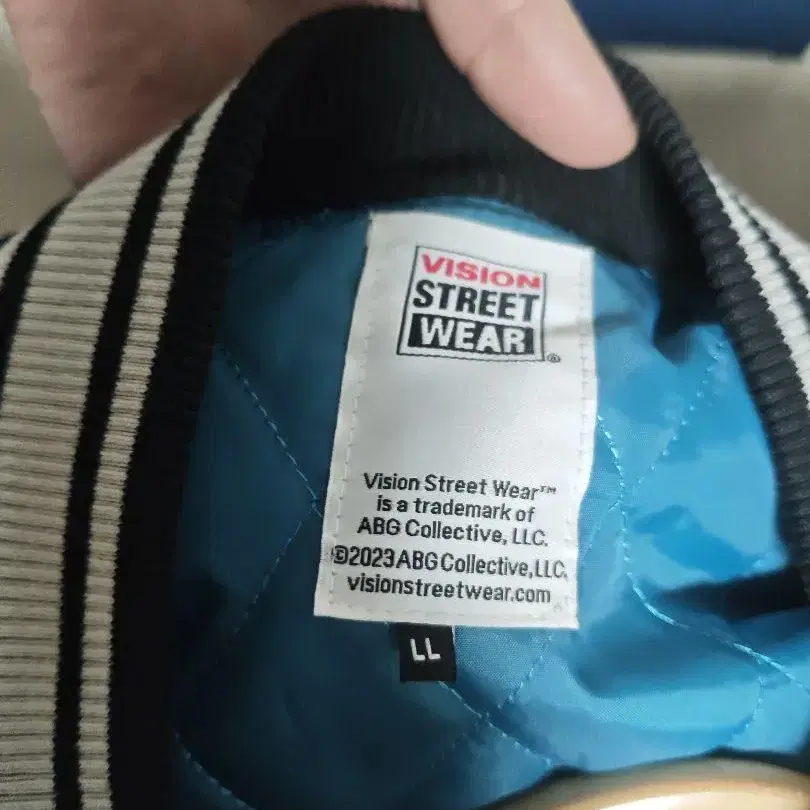 VISION
STREET
WEAR
®
Vision Street Wear™
is a trademark of
ABG Collective, LLC.
©2023 ABG Collective, LLC.
visionstreetwear.com
LL